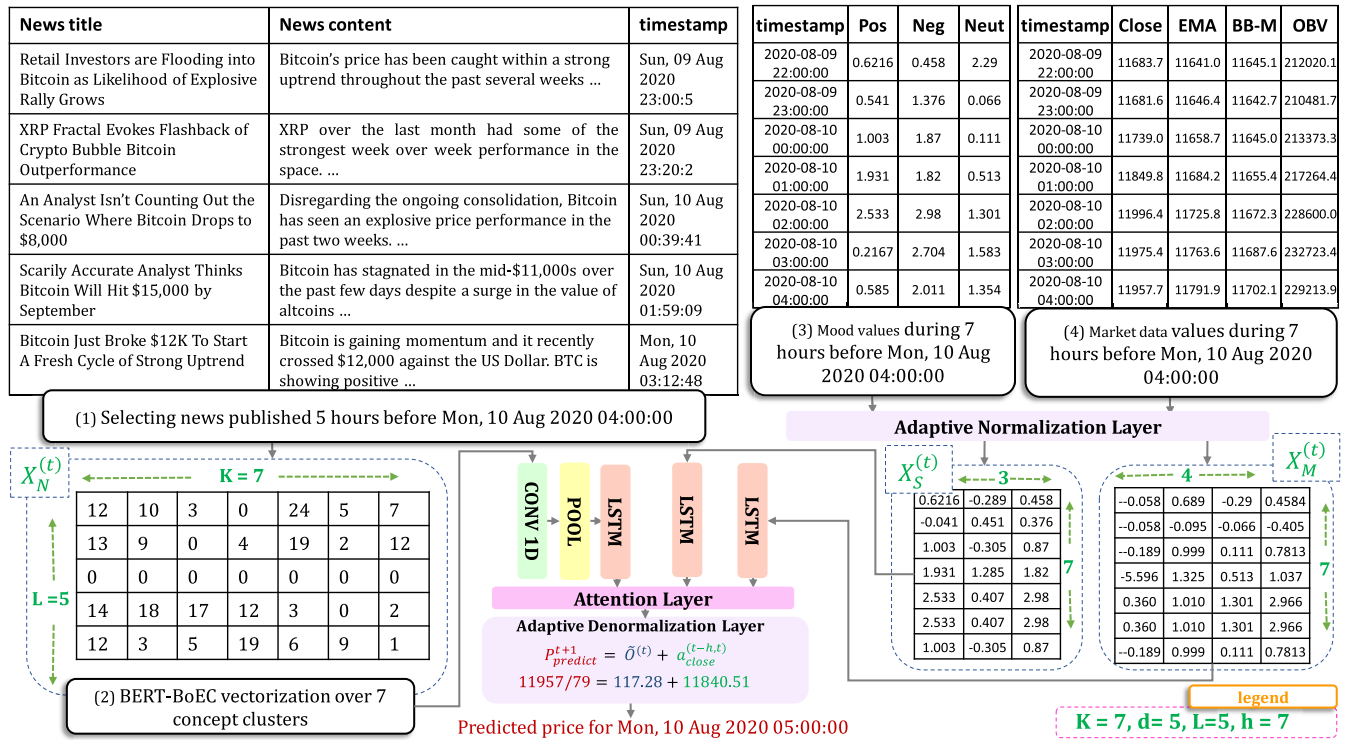 News title News content timestamp
Retail Investors are Flooding into
Bitcoin as Likelihood of Explosive
Rally Grows
Bitcoin's price has been caught within a strong
uptrend throughout the past several weeks ...
Sun, 09 Aug
2020
23:00:5
XRP Fractal Evokes Flashback of
Crypto Bubble Bitcoin
Outperformance
XRP over the last month had some of the
strongest week over week performance in the
space. ...
Sun, 09 Aug
2020
23:20:2
An Analyst Isn't Counting Out the
Scenario Where Bitcoin Drops to
$8,000
Disregarding the ongoing consolidation, Bitcoin
has seen an explosive price performance in the
past two weeks. ...
Sun, 10 Aug
2020
00:39:41
Scarily Accurate Analyst Thinks
Bitcoin Will Hit $15,000 by
September
Bitcoin has stagnated in the mid-$11,000s over
the past few days despite a surge in the value of
altcoins ...
Sun, 10 Aug
2020
01:59:09
Bitcoin Just Broke $12K To Start
A Fresh Cycle of Strong Uptrend
Bitcoin is gaining momentum and it recently
crossed $12,000 against the US Dollar. BTC is
showing positive ...
Mon, 10
Aug 2020
03:12:48
timestamp Pos Neg Neut
2020-08-09
22:00:00 0.6216 0.458 2.29
2020-08-09
23:00:00 0.541 1.376 0.066
2020-08-10
00:00:00 1.003 1.87 0.111
2020-08-10
01:00:00 1.931 1.82 0.513
2020-08-10
02:00:00 2.533 2.98 1.301
2020-08-10
03:00:00 0.2167 2.704 1.583
2020-08-10
04:00:00 0.585 2.011 1.354
timestamp Close EMA BB-M OBV
2020-08-09
22:00:00 11683.7 11641.0 11645.1 212020.1
2020-08-09
23:00:00 11681.6 11646.4 11642.7 210481.7
2020-08-10
00:00:00 11739.0 11658.7 11645.0 213373.3
2020-08-10
01:00:00 11849.8 11684.2 11655.4 217264.4
2020-08-10
02:00:00 11996.4 11725.8 11672.3 228600.0
2020-08-10
03:00:00 11975.4 11763.6 11687.6 232723.4
2020-08-10
04:00:00 11957.7 11791.9 11702.1 229213.9
(1) Selecting news published 5 hours before Mon, 10 Aug 2020 04:00:00
(3) Mood values during 7
hours before Mon, 10 Aug
2020 04:00:00
(4) Market data values during 7
hours before Mon, 10 Aug 2020
04:00:00
Adaptive Normalization Layer
X_N^(t)
K = 7
L =5
12 10 3 0 24 5 7
13 9 0 4 19 2 12
0 0 0 0 0 0 0
14 18 17 12 3 0 2
12 3 5 19 6 9 1
(2) BERT-BoEC vectorization over 7
concept clusters
CONV 1D
POOL
LSTM
LSTM
LSTM
Attention Layer
Adaptive Denormalization Layer
P_predict^t+1 = Õ^(t) + a_close^(t−h,t)
11957/79 = 117.28 + 11840.51
Predicted price for Mon, 10 Aug 2020 05:00:00
X_S^(t)
3
7
0.6216 -0.289 0.458
-0.041 0.451 0.376
1.003 -0.305 0.87
1.931 1.285 1.82
2.533 0.407 2.98
2.533 0.407 2.98
1.003 -0.305 0.87
X_M^(t)
4
7
--0.058 0.689 -0.29 0.4584
--0.058 -0.095 -0.066 -0.405
--0.189 0.999 0.111 0.7813
-5.596 1.325 0.513 1.037
0.360 1.010 1.301 2.966
0.360 1.010 1.301 2.966
--0.189 0.999 0.111 0.7813
legend
K = 7, d= 5, L=5, h = 7